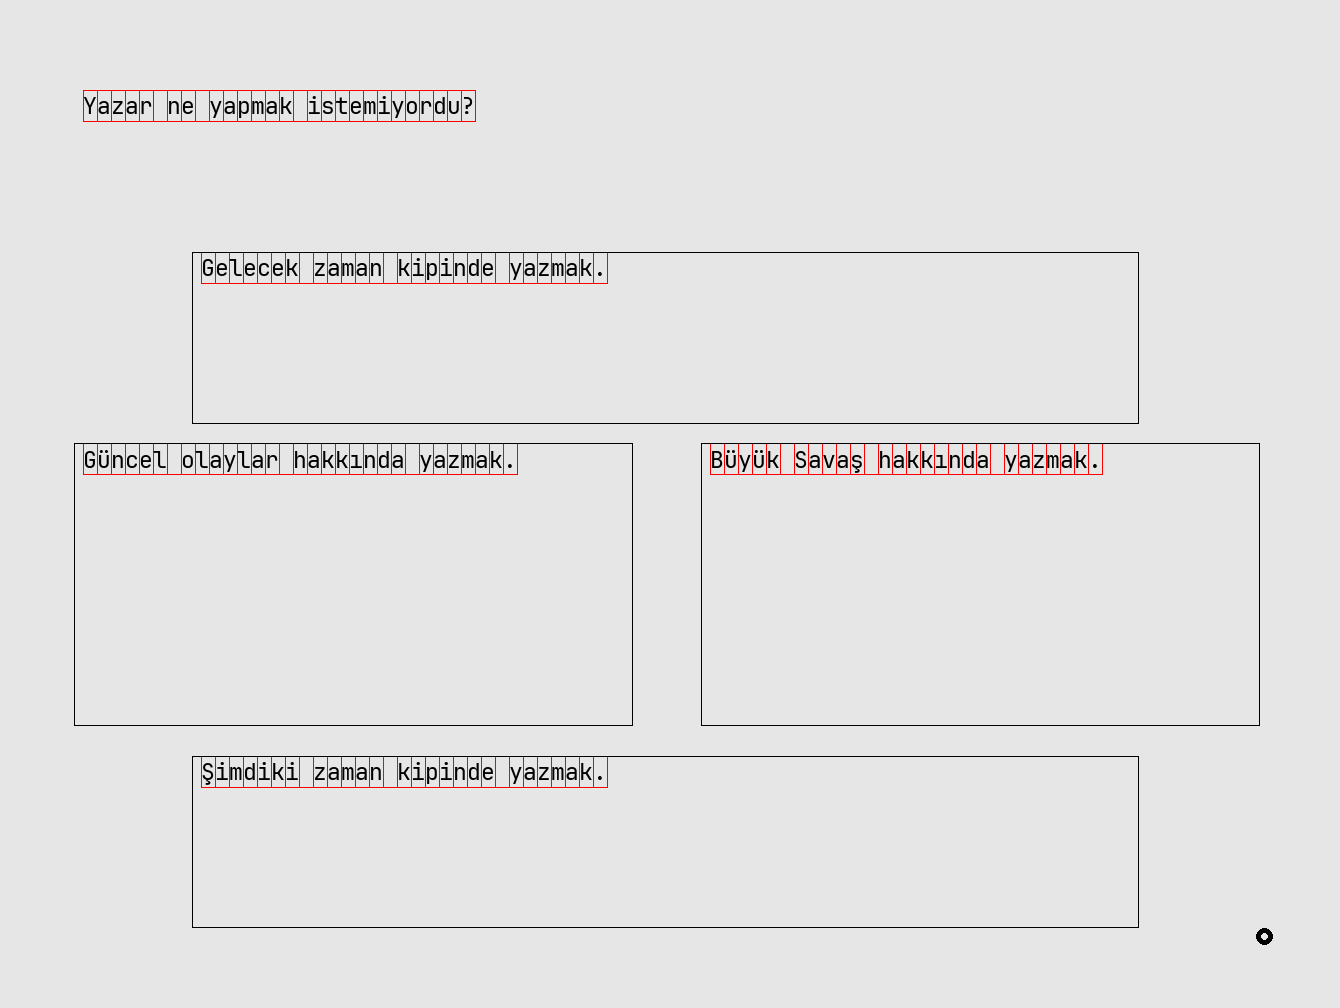 Yazar ne yapmak istemiyordu?
Gelecek zaman kipinde yazmak.
Güncel olaylar hakkında yazmak.
Büyük Savaş hakkında yazmak.
Şimdiki zaman kipinde yazmak.